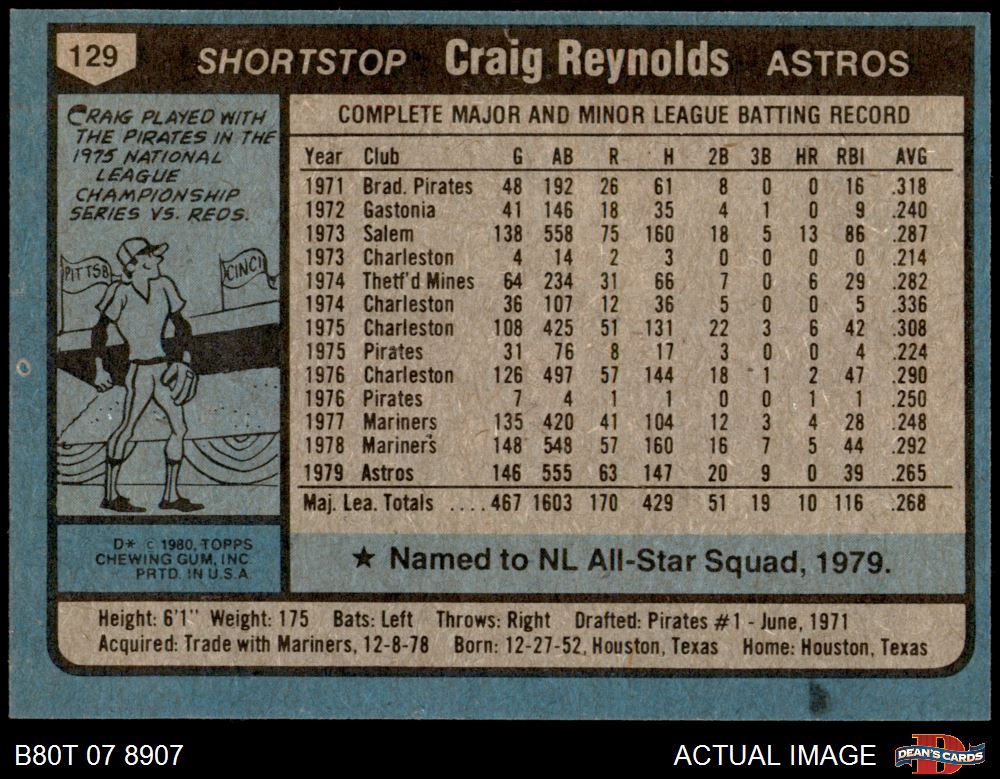 129 SHORTSTOP Craig Reynolds ASTROS
CRAIG PLAYED WITH
THE PIRATES IN THE
1975 NATIONAL
LEAGUE
CHAMPIONSHIP
SERIES VS. REDS.
PITTSB
CINCI
D* © 1980, TOPPS
CHEWING GUM, INC.
PRTD. IN U.S.A.
COMPLETE MAJOR AND MINOR LEAGUE BATTING RECORD
Year Club G AB R H 2B 3B HR RBI AVG
1971 Brad. Pirates 48 192 26 61 8 0 0 16 .318
1972 Gastonia 41 146 18 35 4 1 0 9 .240
1973 Salem 138 558 75 160 18 5 13 86 .287
1973 Charleston 4 14 2 3 0 0 0 0 .214
1974 Thetf'd Mines 64 234 31 66 7 0 6 29 .282
1974 Charleston 36 107 12 36 5 0 0 5 .336
1975 Charleston 108 425 51 131 22 3 6 42 .308
1975 Pirates 31 76 8 17 3 0 0 4 .224
1976 Charleston 126 497 57 144 18 1 2 47 .290
1976 Pirates 7 4 1 1 0 0 1 1 .250
1977 Mariners 135 420 41 104 12 3 4 28 .248
1978 Mariners 148 548 57 160 16 7 5 44 .292
1979 Astros 146 555 63 147 20 9 0 39 .265
Maj. Lea. Totals ....467 1603 170 429 51 19 10 116 .268
★ Named to NL All-Star Squad, 1979.
Height: 6'1" Weight: 175 Bats: Left Throws: Right Drafted: Pirates #1 - June, 1971
Acquired: Trade with Mariners, 12-8-78 Born: 12-27-52, Houston, Texas Home: Houston, Texas
B80T 07 8907 ACTUAL IMAGE DEAN'S CARDS